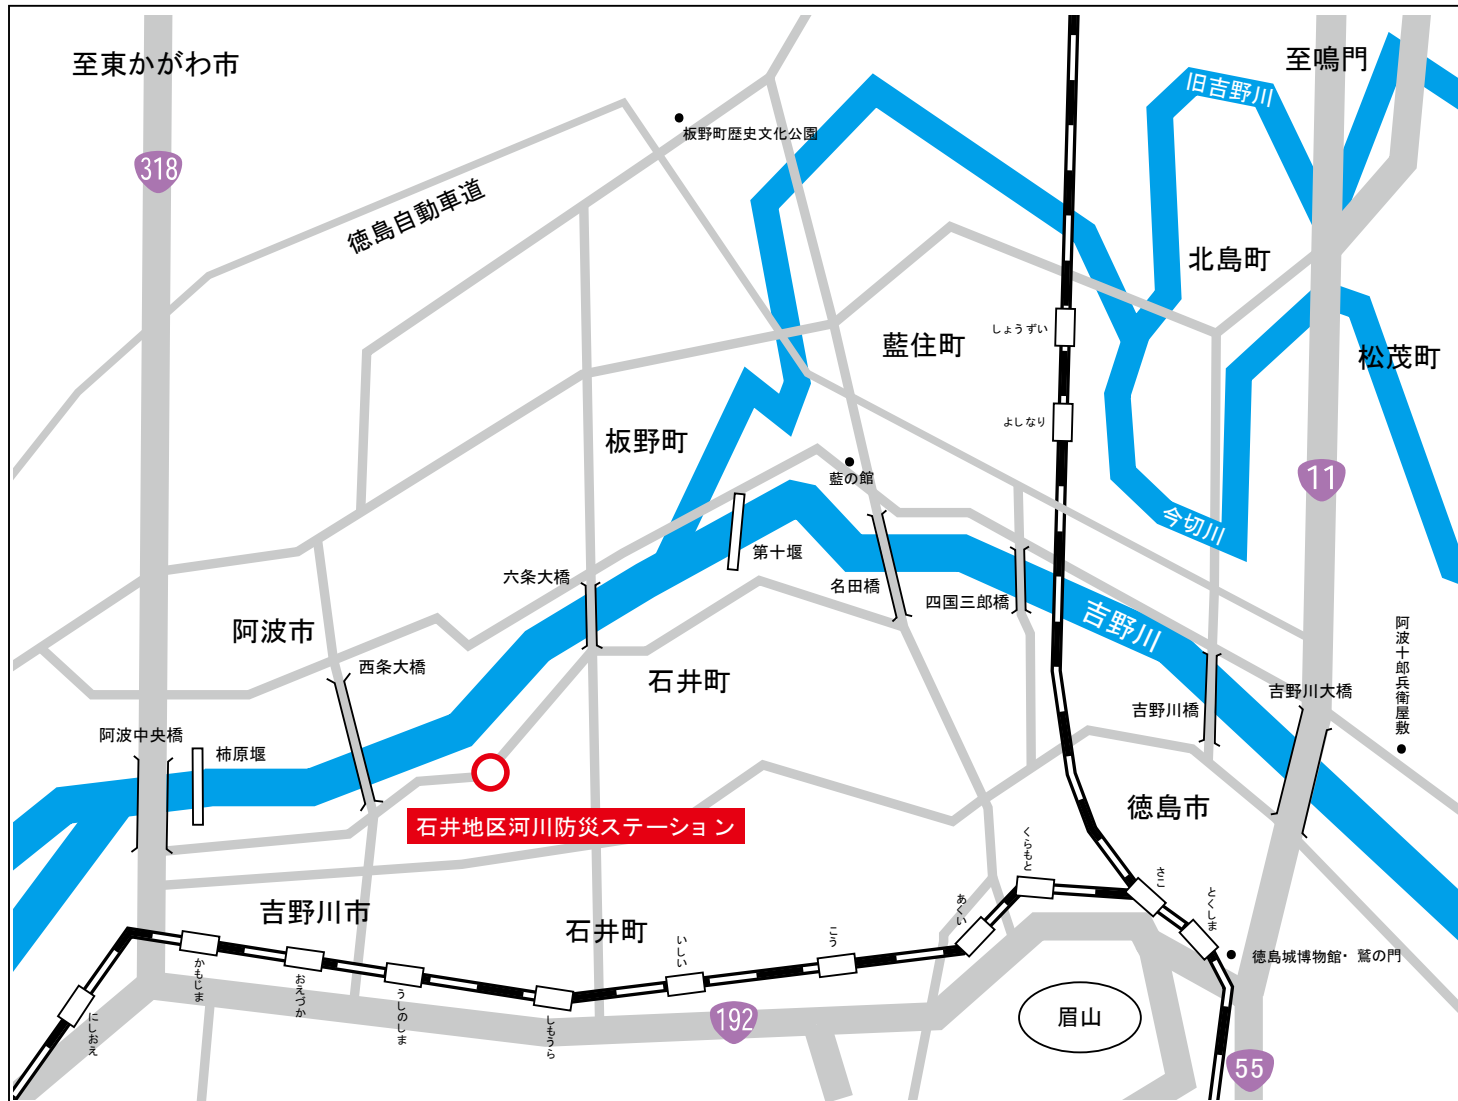 至東かがわ市
至鳴門
旧吉野川
板野町歴史文化公園
318
徳島自動車道
北島町
しょうずい
藍住町
松茂町
よしなり
板野町
藍の館
11
今切川
第十堰
六条大橋
名田橋
四国三郎橋
吉野川
阿波市
阿波十郎兵衛屋敷
西条大橋
石井町
吉野川大橋
吉野川橋
阿波中央橋
柿原堰
徳島市
石井地区河川防災ステーション
くらもと
さこ
とくしま
あくい
吉野川市
石井町
いしい
こう
徳島城博物館・鷲の門
かもじま
おえづか
うしのしま
しもうら
にしおえ
192
眉山
55